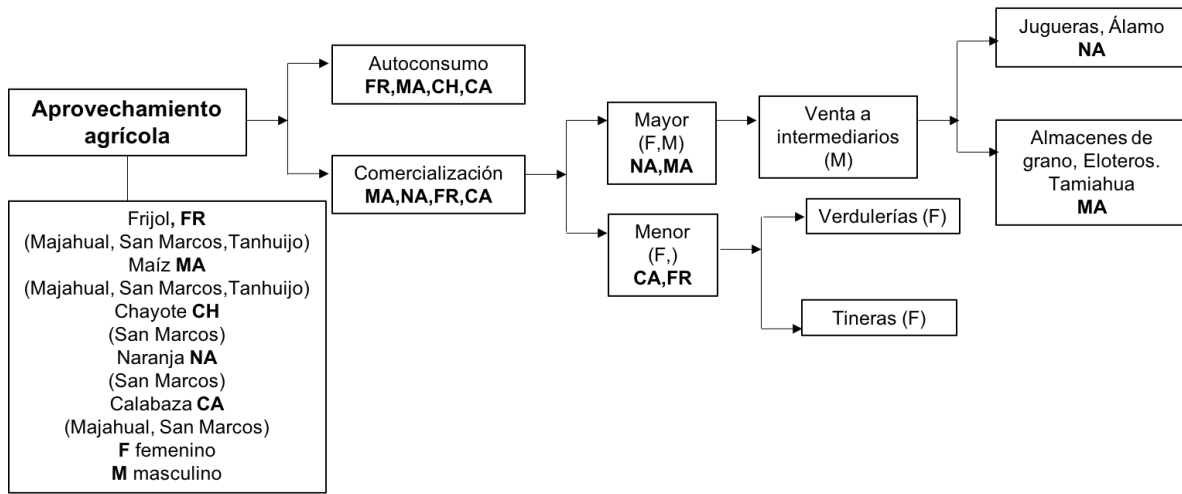 Aprovechamiento
agrícola
Frijol, FR
(Majahual, San Marcos,Tanhuijo)
Maíz MA
(Majahual, San Marcos,Tanhuijo)
Chayote CH
(San Marcos)
Naranja NA
(San Marcos)
Calabaza CA
(Majahual, San Marcos)
F femenino
M masculino
Autoconsumo
FR,MA,CH,CA
Comercialización
MA,NA,FR,CA
Mayor
(F,M)
NA,MA
Menor
(F,)
CA,FR
Venta a
intermediarios
(M)
Verdulerías (F)
Tineras (F)
Jugueras, Álamo
NA
Almacenes de
grano, Eloteros.
Tamiahua
MA